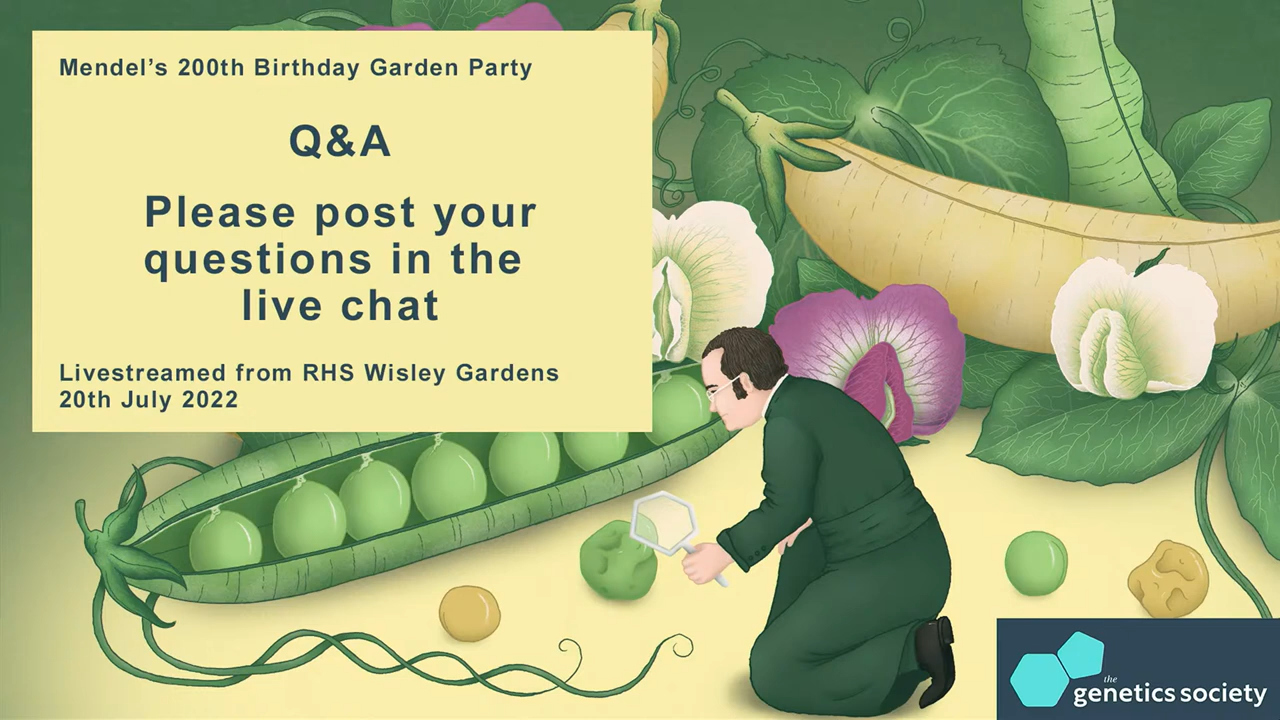 Mendel’s 200th Birthday Garden Party
Q&A
Please post your
questions in the
live chat
Livestreamed from RHS Wisley Gardens
20th July 2022
the
genetics society